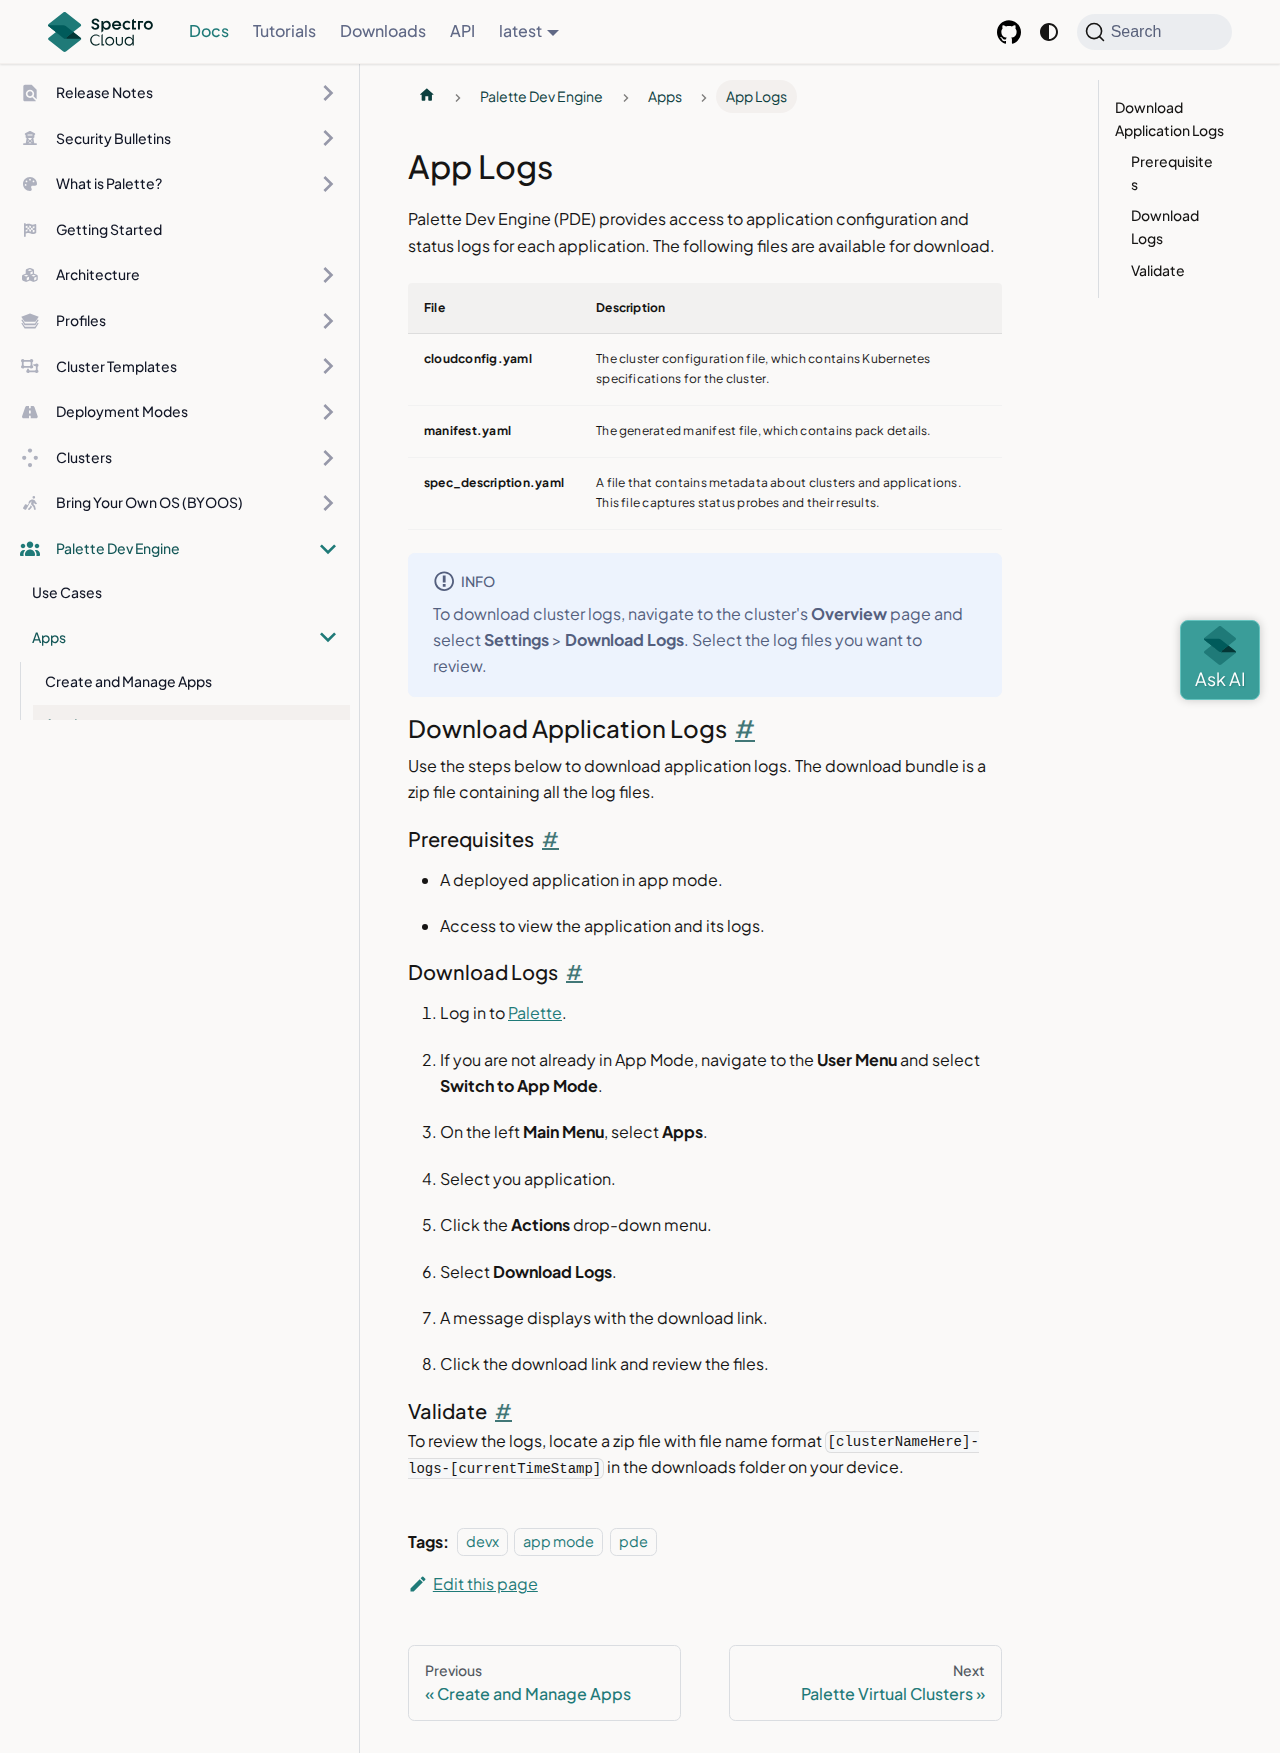 Spectro Cloud
Docs
Tutorials
Downloads
API
latest
Search
Release Notes
Security Bulletins
What is Palette?
Getting Started
Architecture
Profiles
Cluster Templates
Deployment Modes
Clusters
Bring Your Own OS (BYOOS)
Palette Dev Engine
Use Cases
Apps
Create and Manage Apps
Palette Dev Engine
Apps
App Logs
App Logs
Palette Dev Engine (PDE) provides access to application configuration and
status logs for each application. The following files are available for download.
File Description
cloudconfig.yaml The cluster configuration file, which contains Kubernetes
specifications for the cluster.
manifest.yaml The generated manifest file, which contains pack details.
spec_description.yaml A file that contains metadata about clusters and applications.
This file captures status probes and their results.
INFO
To download cluster logs, navigate to the cluster's Overview page and
select Settings > Download Logs. Select the log files you want to
review.
Download Application Logs #
Use the steps below to download application logs. The download bundle is a
zip file containing all the log files.
Prerequisites #
A deployed application in app mode.
Access to view the application and its logs.
Download Logs #
1. Log in to Palette.
2. If you are not already in App Mode, navigate to the User Menu and select
Switch to App Mode.
3. On the left Main Menu, select Apps.
4. Select you application.
5. Click the Actions drop-down menu.
6. Select Download Logs.
7. A message displays with the download link.
8. Click the download link and review the files.
Validate #
To review the logs, locate a zip file with file name format [clusterNameHere]-
logs-[currentTimeStamp] in the downloads folder on your device.
Tags: devx app mode pde
Edit this page
Previous
« Create and Manage Apps
Next
Palette Virtual Clusters »
Download
Application Logs
Prerequisite
s
Download
Logs
Validate
Ask AI